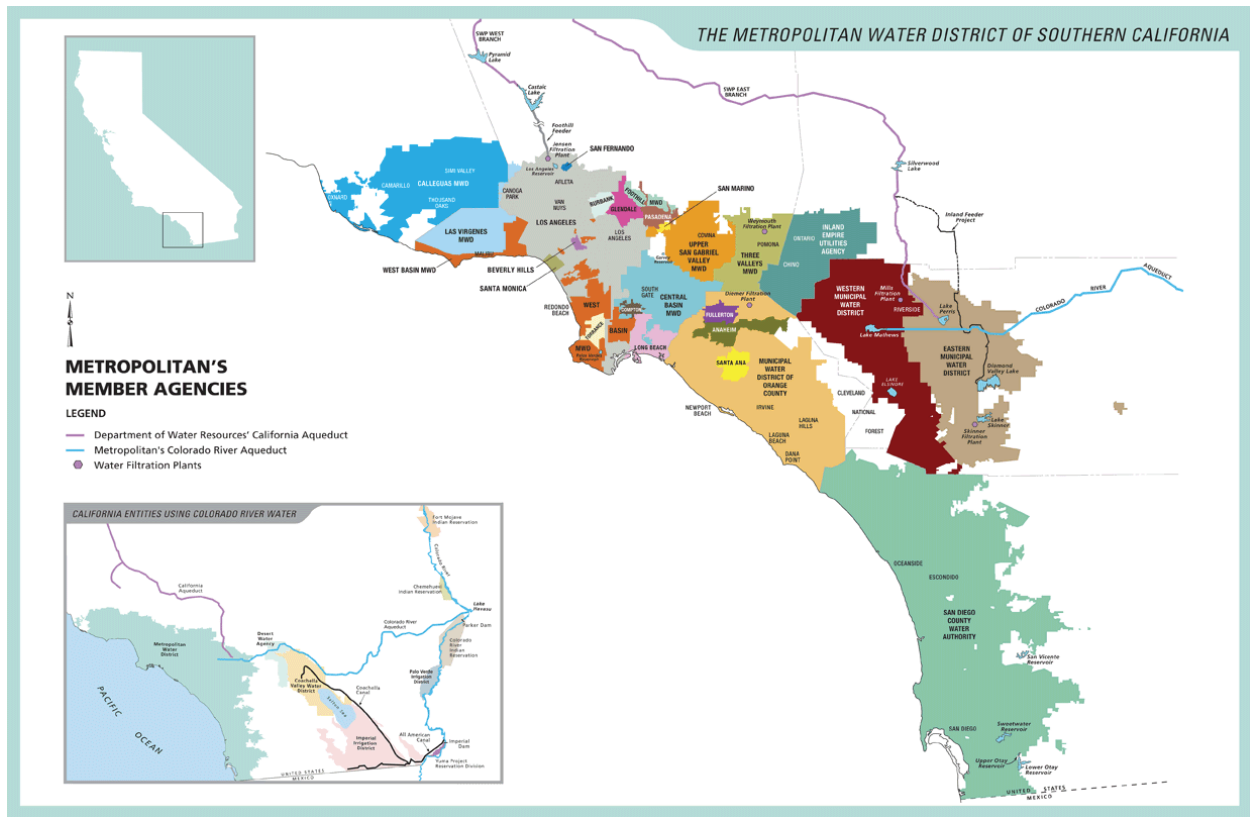 THE METROPOLITAN WATER DISTRICT OF SOUTHERN CALIFORNIA
SWP WEST
BRANCH
Pyramid
Lake
Castaic
Lake
SWP EAST
BRANCH
Foothill
Feeder
Jensen
Filtration
Plant
Los Angeles
Reservoir
SAN FERNANDO
Silverwood
Lake
SIMI VALLEY
CAMARILLO
CALLEGUAS MWD
OXNARD
THOUSAND
OAKS
CANOGA
PARK
VAN
NUYS
BURBANK
GLENDALE
FOOTHILL
MWD
PASADENA
SAN MARINO
Inland Feeder
Project
LAS VIRGENES
MWD
MALIBU
LOS ANGELES
LOS
ANGELES
COVINA
UPPER
SAN GABRIEL
VALLEY
MWD
Weymouth
Filtration Plant
POMONA
THREE
VALLEYS
MWD
ONTARIO
INLAND
EMPIRE
UTILITIES
AGENCY
CHINO
WEST BASIN MWD
BEVERLY HILLS
SANTA MONICA
SOUTH
GATE
CENTRAL
BASIN
MWD
Diemer Filtration
Plant
WESTERN
MUNICIPAL
WATER
DISTRICT
Mills
Filtration
Plant
RIVERSIDE
Lake
Perris
COLORADO
RIVER
AQUEDUCT
REDONDO
BEACH
WEST
BASIN
MWD
TORRANCE
COMPTON
LONG BEACH
FULLERTON
ANAHEIM
SANTA ANA
Lake Mathews
MUNICIPAL
WATER
DISTRICT OF
ORANGE
COUNTY
EASTERN
MUNICIPAL
WATER
DISTRICT
Diamond
Valley Lake
LAKE
ELSINORE
CLEVELAND
NATIONAL
FOREST
NEWPORT
BEACH
IRVINE
LAGUNA
HILLS
LAGUNA
BEACH
DANA
POINT
Lake
Skinner
Skinner
Filtration
Plant
OCEANSIDE
ESCONDIDO
SAN DIEGO
COUNTY
WATER
AUTHORITY
San Vicente
Reservoir
SAN DIEGO
Sweetwater
Reservoir
Upper Otay
Reservoir
Lower Otay
Reservoir
UNITED STATES
MEXICO
N
METROPOLITAN'S
MEMBER AGENCIES
LEGEND
Department of Water Resources' California Aqueduct
Metropolitan's Colorado River Aqueduct
Water Filtration Plants
CALIFORNIA ENTITIES USING COLORADO RIVER WATER
Fort Mojave
Indian Reservation
Colorado River
California
Aqueduct
Chemehuevi
Indian Reservation
Lake
Havasu
Parker Dam
Colorado River
Aqueduct
Desert
Water
Agency
Metropolitan
Water
District
Colorado
River
Indian
Reservation
Palo Verde
Irrigation
District
Coachella
Valley Water
District
Coachella
Canal
Salton Sea
Imperial
Irrigation
District
All American
Canal
Imperial
Dam
Yuma Project
Reservation Division
PACIFIC
OCEAN
UNITED STATES
MEXICO